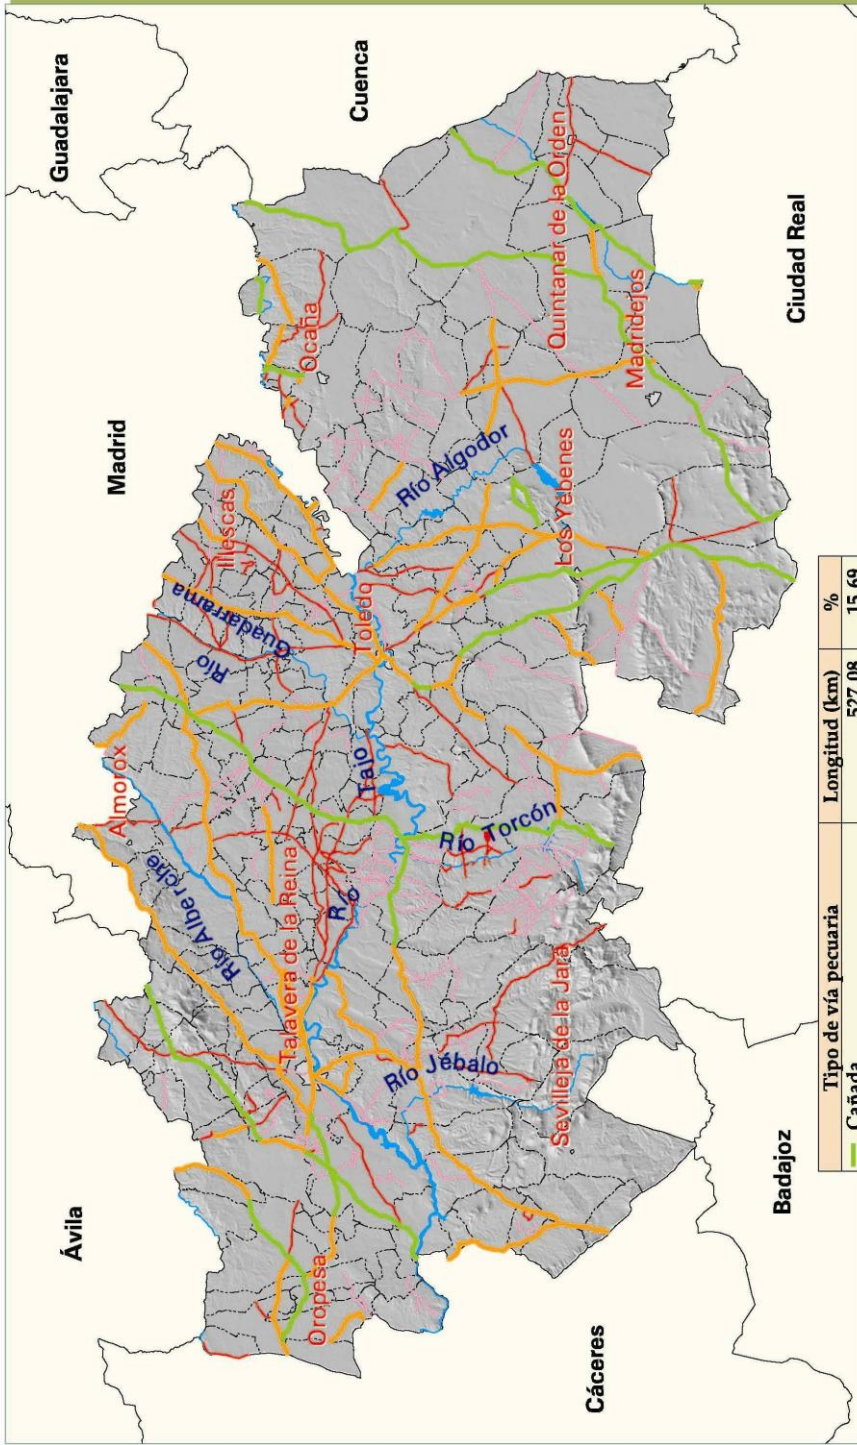 Guadalajara
Cuenca
Madrid
Ávila
Ciudad Real
Badajoz
Cáceres
Ocaña
Quintanar de la Orden
Madridejos
Illescas
Río Guadarrama
Río Algodor
Los Yébenes
Toledo
Almorox
Río Alberche
Río Tajo
Río Torcón
Talavera de la Reina
Río Jébalo
Sevilleja de la Jara
Oropesa
Tipo de vía pecuaria Longitud (km) %
Cañada 527,08 15,69